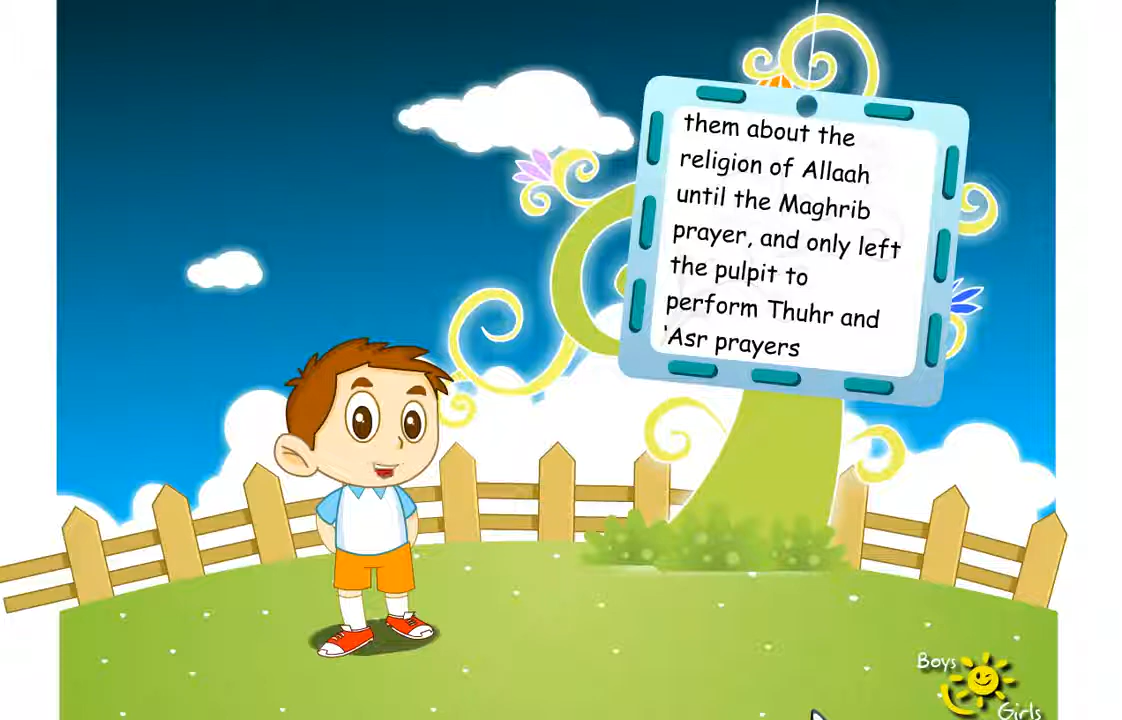 them about the
religion of Allaah
until the Maghrib
prayer, and only left
the pulpit to
perform Thuhr and
‘Asr prayers
Boys
Girls